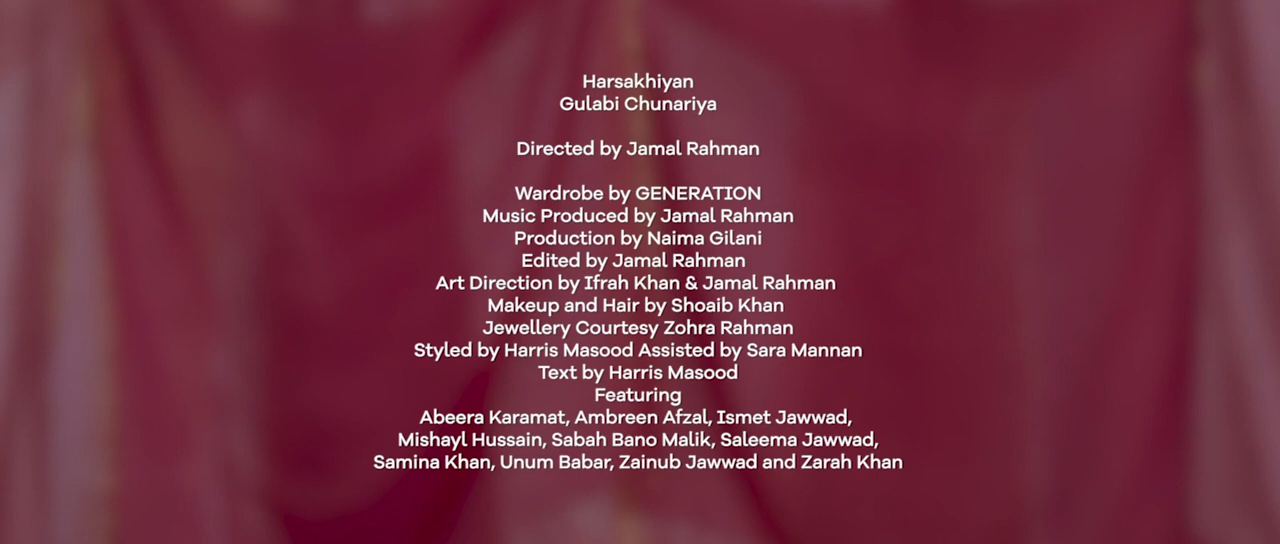 Harsakhiyan
Gulabi Chunariya
Directed by Jamal Rahman
Wardrobe by GENERATION
Music Produced by Jamal Rahman
Production by Naima Gilani
Edited by Jamal Rahman
Art Direction by Ifrah Khan & Jamal Rahman
Makeup and Hair by Shoaib Khan
Jewellery Courtesy Zohra Rahman
Styled by Harris Masood Assisted by Sara Mannan
Text by Harris Masood
Featuring
Abeera Karamat, Ambreen Afzal, Ismet Jawwad,
Mishayl Hussain, Sabah Bano Malik, Saleema Jawwad,
Samina Khan, Unum Babar, Zainub Jawwad and Zarah Khan